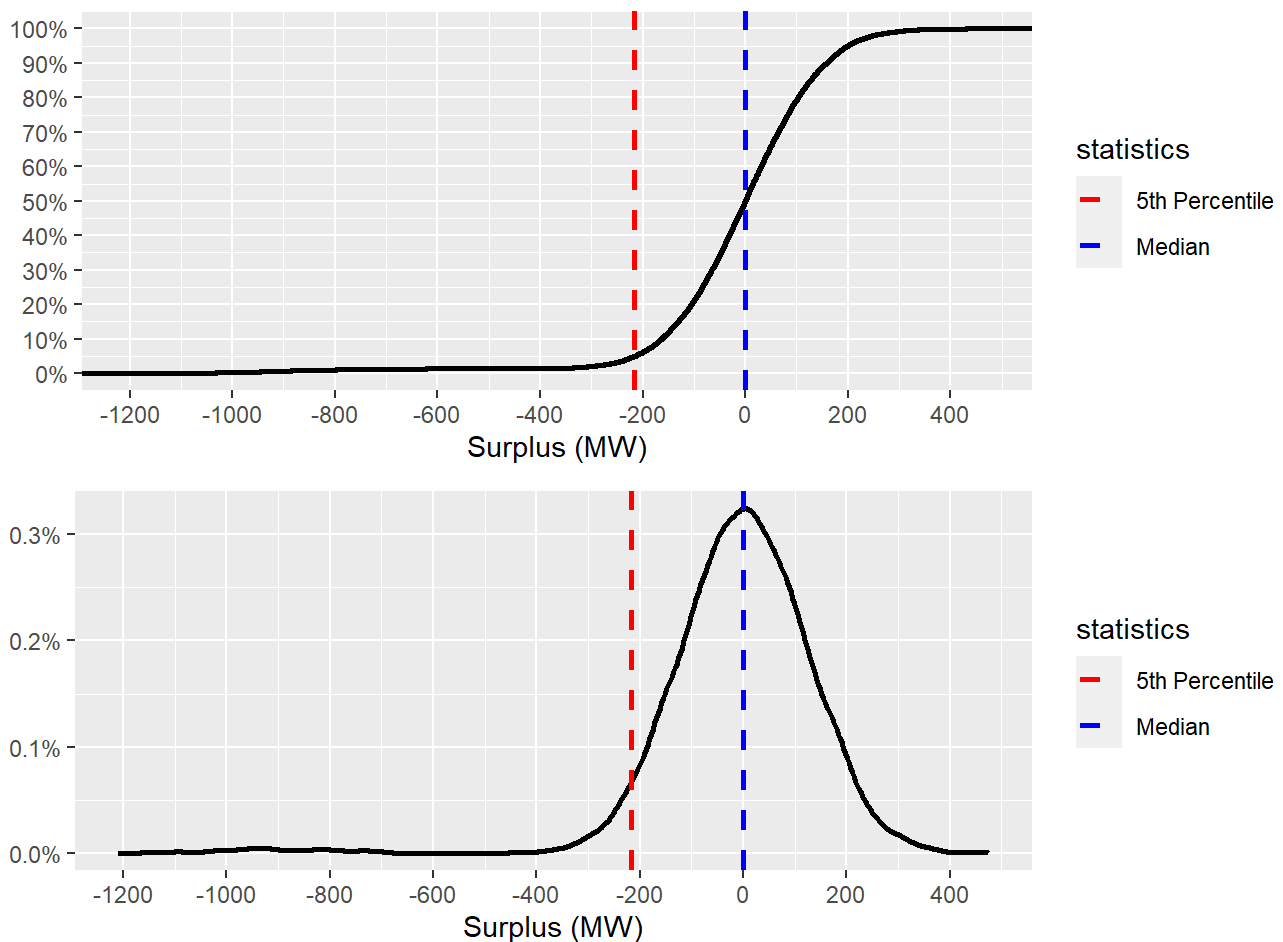 100%
90%
80%
70%
60%
50%
40%
30%
20%
10%
0%
-1200 -1000 -800 -600 -400 -200 0 200 400
Surplus (MW)
statistics
5th Percentile
Median
0.3%
0.2%
0.1%
0.0%
-1200 -1000 -800 -600 -400 -200 0 200 400
Surplus (MW)
statistics
5th Percentile
Median